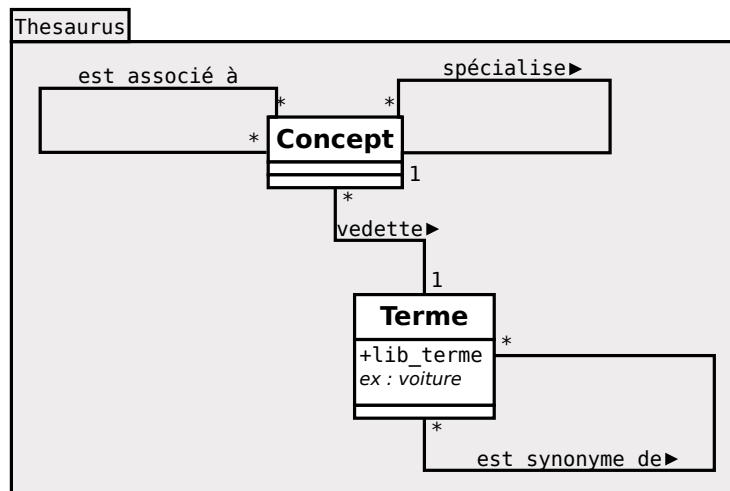 Thesaurus
est associé à
spécialise►
*
*
*
Concept
1
*
vedette►
1
Terme
*
+lib_terme
ex : voiture
*
est synonyme de►